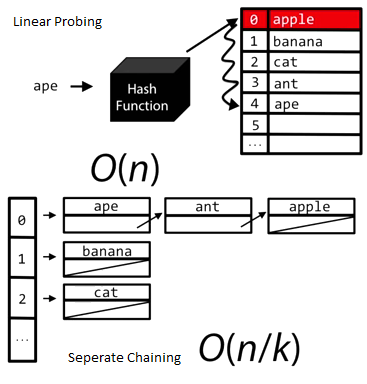 Linear Probing
ape
Hash
Function
0 apple
1 banana
2 cat
3 ant
4 ape
5
...
O(n)
0 ape ant apple
1 banana
2 cat
...
Seperate Chaining
O(n/k)